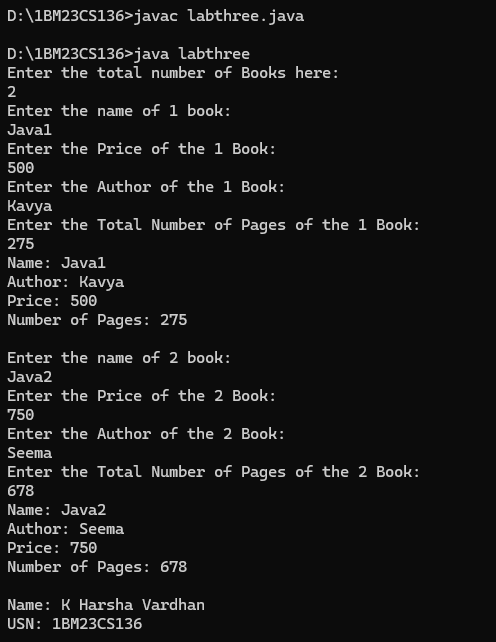 D:\1BM23CS136>javac labthree.java
D:\1BM23CS136>java labthree
Enter the total number of Books here:
2
Enter the name of 1 book:
Java1
Enter the Price of the 1 Book:
500
Enter the Author of the 1 Book:
Kavya
Enter the Total Number of Pages of the 1 Book:
275
Name: Java1
Author: Kavya
Price: 500
Number of Pages: 275
Enter the name of 2 book:
Java2
Enter the Price of the 2 Book:
750
Enter the Author of the 2 Book:
Seema
Enter the Total Number of Pages of the 2 Book:
678
Name: Java2
Author: Seema
Price: 750
Number of Pages: 678
Name: K Harsha Vardhan
USN: 1BM23CS136